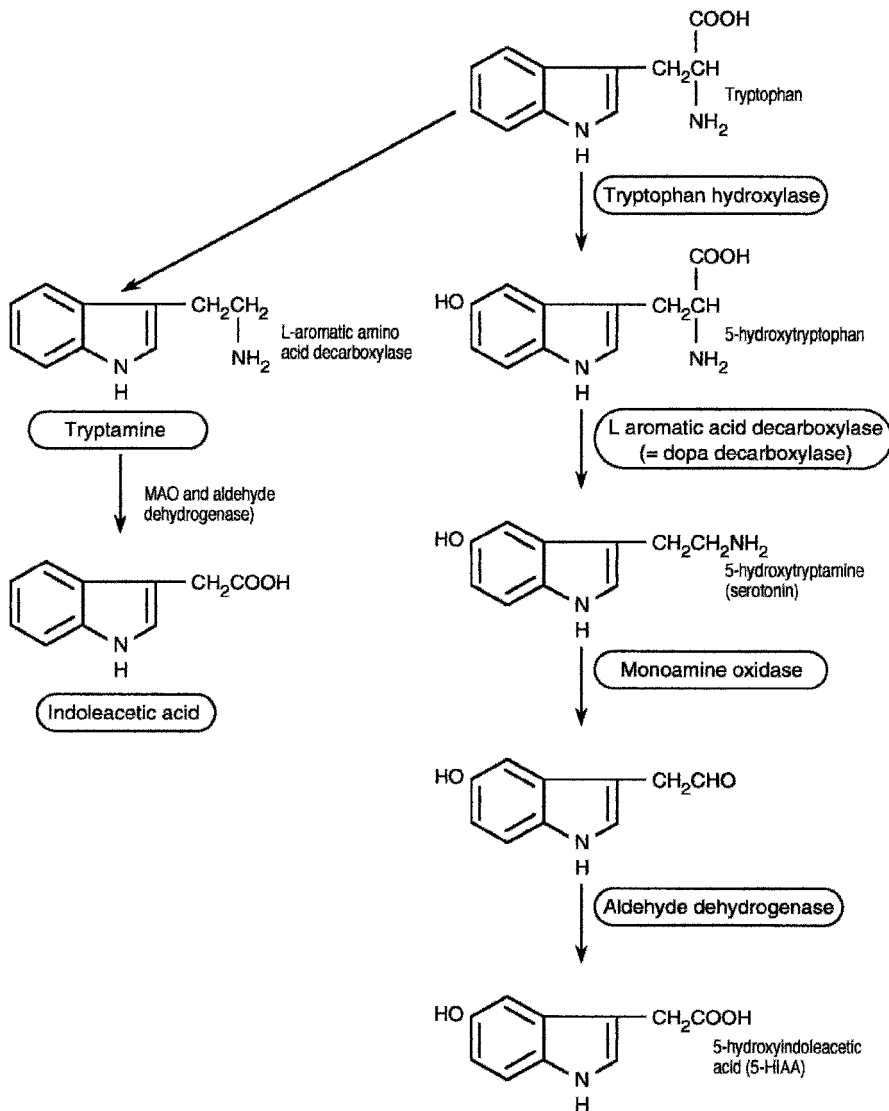 COOH
CH2CH
Tryptophan
NH2
N
H
Tryptophan hydroxylase
COOH
HO
CH2CH
5-hydroxytryptophan
NH2
N
H
CH2CH2
L-aromatic amino
acid decarboxylase
NH2
N
H
Tryptamine
L aromatic acid decarboxylase
(= dopa decarboxylase)
MAO and aldehyde
dehydrogenase)
HO
CH2CH2NH2
5-hydroxytryptamine
(serotonin)
N
H
CH2COOH
N
H
Indoleacetic acid
Monoamine oxidase
HO
CH2CHO
N
H
Aldehyde dehydrogenase
HO
CH2COOH
5-hydroxyindoleacetic
acid (5-HIAA)
N
H